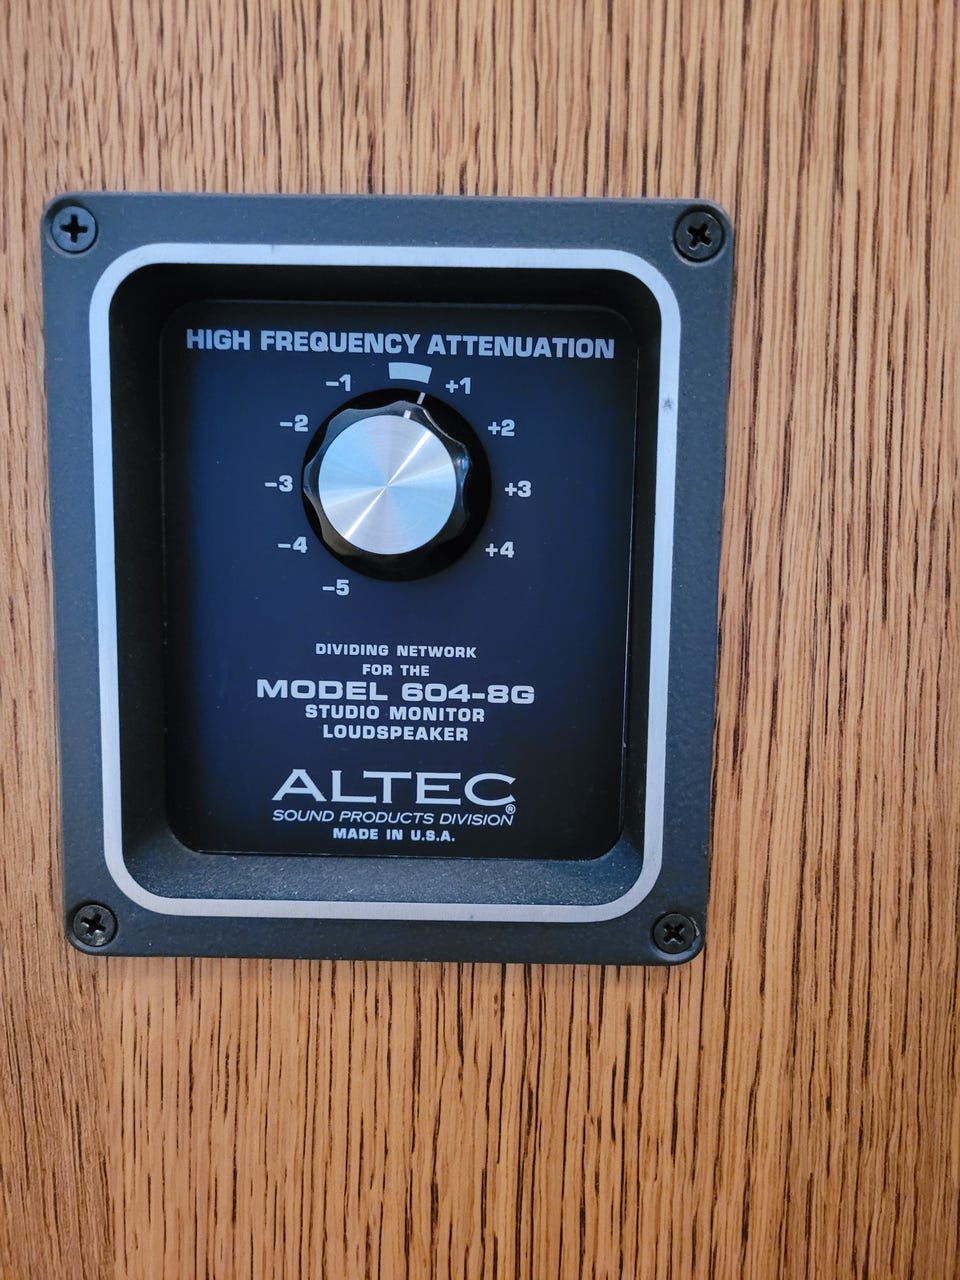 HIGH FREQUENCY ATTENUATION
-1 +1
-2 +2
-3 +3
-4 +4
-5
DIVIDING NETWORK
FOR THE
MODEL 604-8G
STUDIO MONITOR
LOUDSPEAKER
ALTEC®
SOUND PRODUCTS DIVISION
MADE IN U.S.A.